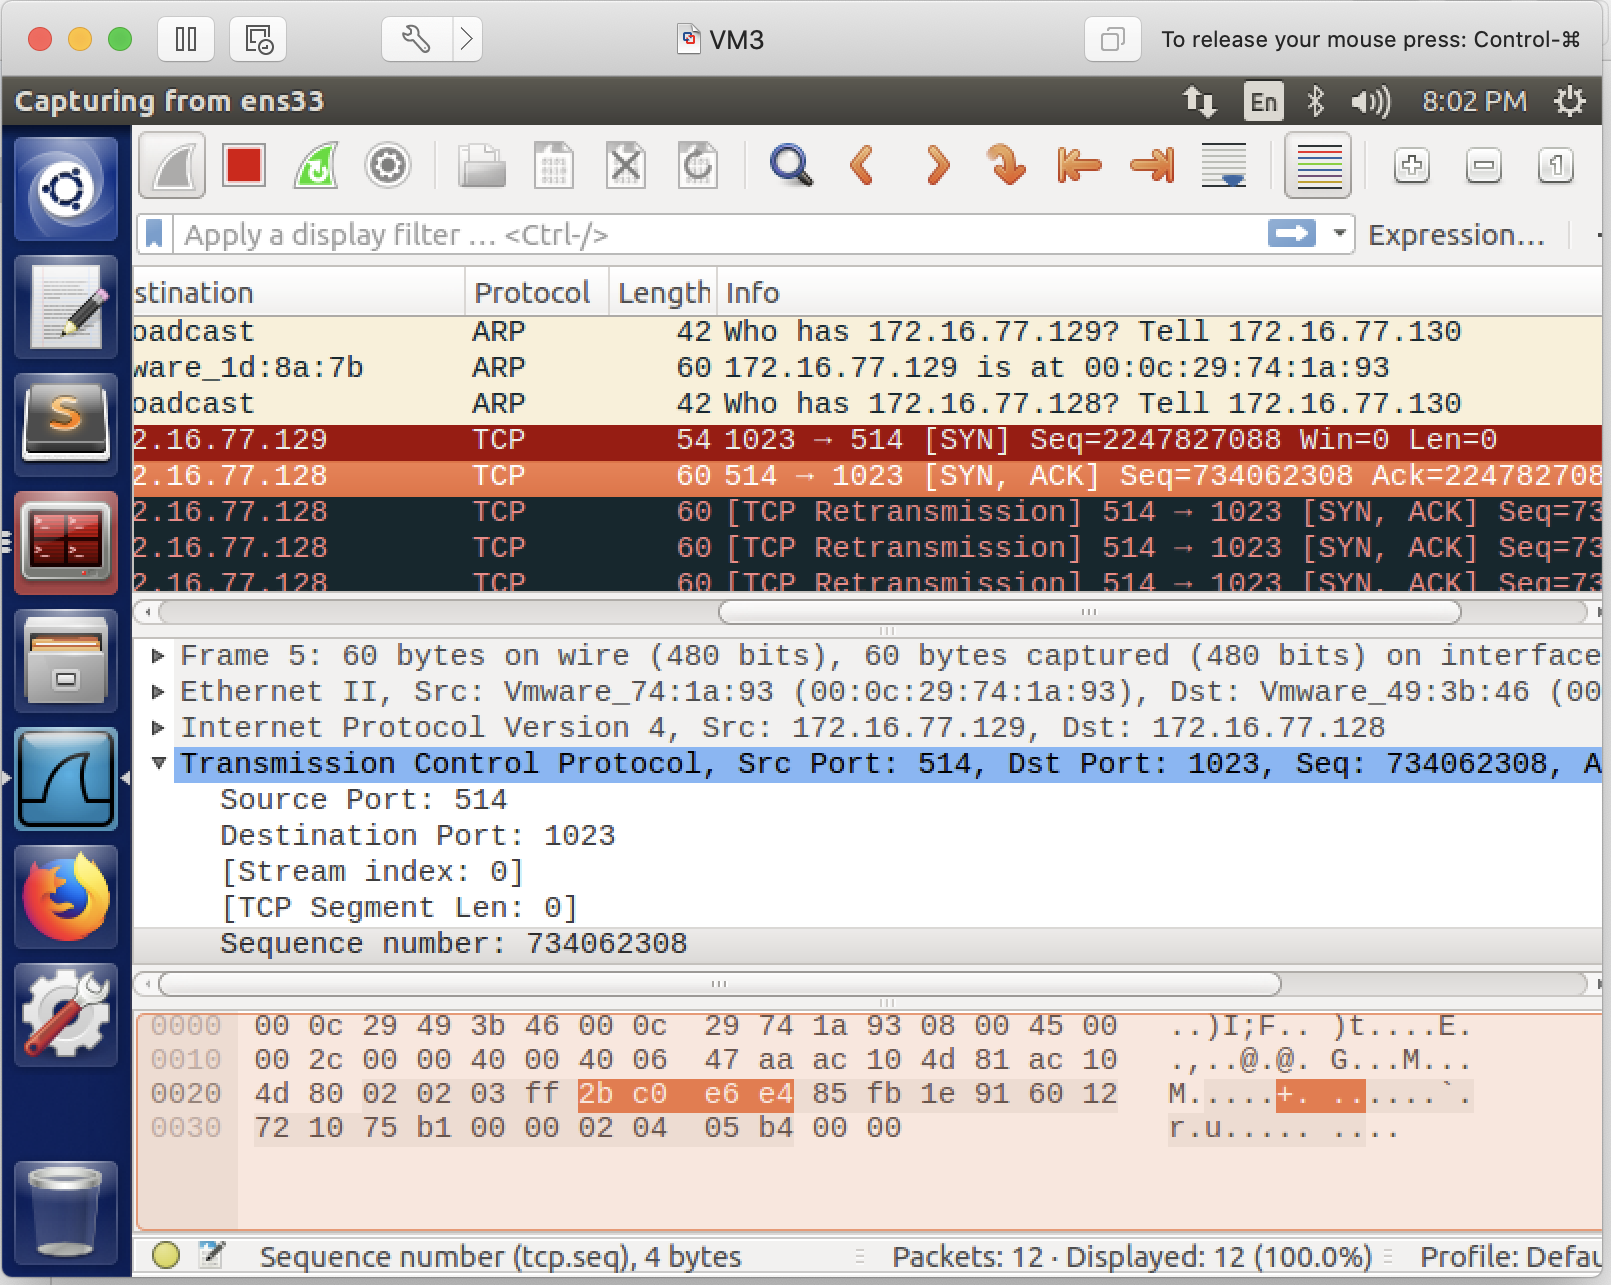 VM3
To release your mouse press: Control-⌘
Capturing from ens33
En
8:02 PM
Apply a display filter … <Ctrl-/>
Expression…
stination Protocol Length Info
oadcast ARP 42 Who has 172.16.77.129? Tell 172.16.77.130
ware_1d:8a:7b ARP 60 172.16.77.129 is at 00:0c:29:74:1a:93
oadcast ARP 42 Who has 172.16.77.128? Tell 172.16.77.130
2.16.77.129 TCP 54 1023 → 514 [SYN] Seq=2247827088 Win=0 Len=0
2.16.77.128 TCP 60 514 → 1023 [SYN, ACK] Seq=734062308 Ack=224782708
2.16.77.128 TCP 60 [TCP Retransmission] 514 → 1023 [SYN, ACK] Seq=73
2.16.77.128 TCP 60 [TCP Retransmission] 514 → 1023 [SYN, ACK] Seq=73
2.16.77.128 TCP 60 [TCP Retransmission] 514 → 1023 [SYN, ACK] Seq=73
Frame 5: 60 bytes on wire (480 bits), 60 bytes captured (480 bits) on interface
Ethernet II, Src: Vmware_74:1a:93 (00:0c:29:74:1a:93), Dst: Vmware_49:3b:46 (00
Internet Protocol Version 4, Src: 172.16.77.129, Dst: 172.16.77.128
Transmission Control Protocol, Src Port: 514, Dst Port: 1023, Seq: 734062308, A
Source Port: 514
Destination Port: 1023
[Stream index: 0]
[TCP Segment Len: 0]
Sequence number: 734062308
0000 00 0c 29 49 3b 46 00 0c 29 74 1a 93 08 00 45 00 ..)I;F.. )t....E.
0010 00 2c 00 00 40 00 40 06 47 aa ac 10 4d 81 ac 10 .,..@.@. G...M...
0020 4d 80 02 02 03 ff 2b c0 e6 e4 85 fb 1e 91 60 12 M.....+. ......`.
0030 72 10 75 b1 00 00 02 04 05 b4 00 00 r.u..... ....
Sequence number (tcp.seq), 4 bytes
Packets: 12 · Displayed: 12 (100.0%)
Profile: Defau